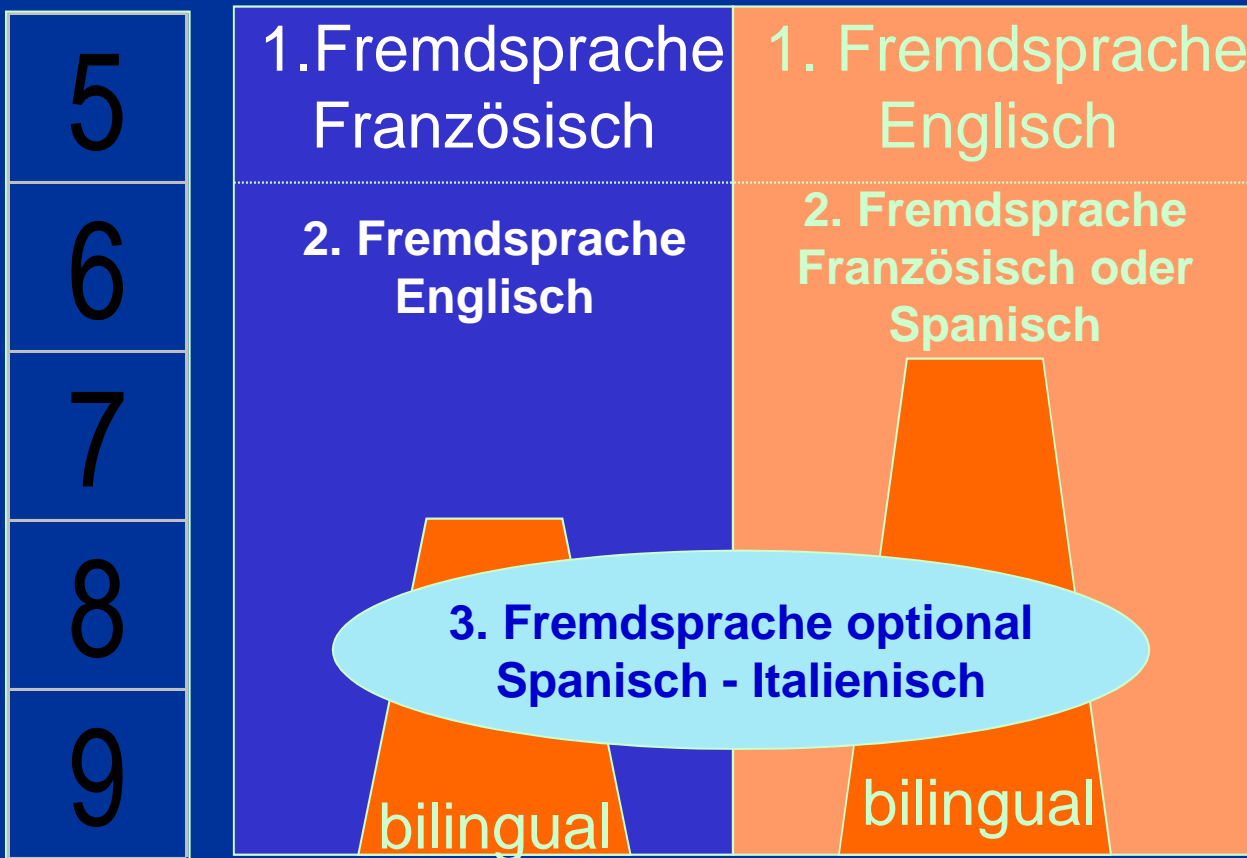 5
1.Fremdsprache
Französisch
1. Fremdsprache
Englisch
6
2. Fremdsprache
Englisch
2. Fremdsprache
Französisch oder
Spanisch
7
8
3. Fremdsprache optional
Spanisch - Italienisch
9
bilingual
bilingual